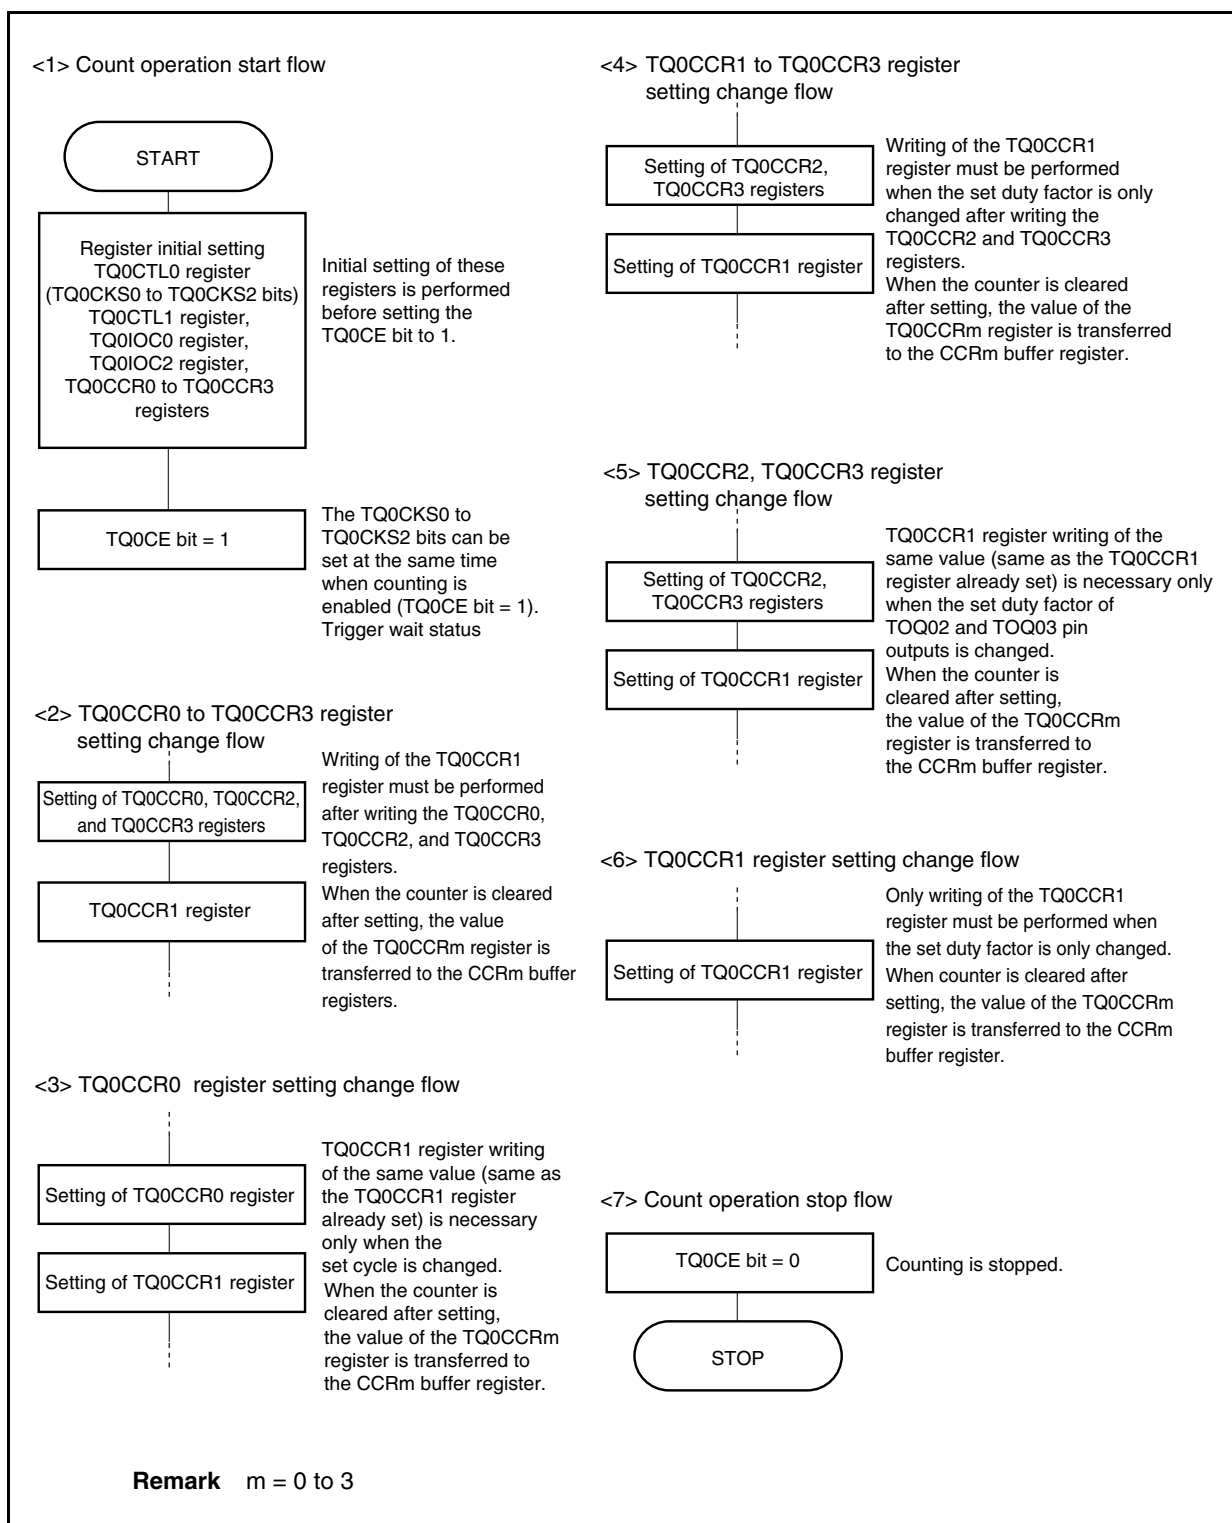 <1> Count operation start flow
START
Register initial setting
TQ0CTL0 register
(TQ0CKS0 to TQ0CKS2 bits)
TQ0CTL1 register,
TQ0IOC0 register,
TQ0IOC2 register,
TQ0CCR0 to TQ0CCR3
registers
Initial setting of these
registers is performed
before setting the
TQ0CE bit to 1.
TQ0CE bit = 1
The TQ0CKS0 to
TQ0CKS2 bits can be
set at the same time
when counting is
enabled (TQ0CE bit = 1).
Trigger wait status
<2> TQ0CCR0 to TQ0CCR3 register
setting change flow
Setting of TQ0CCR0, TQ0CCR2,
and TQ0CCR3 registers
TQ0CCR1 register
Writing of the TQ0CCR1
register must be performed
after writing the TQ0CCR0,
TQ0CCR2, and TQ0CCR3
registers.
When the counter is cleared
after setting, the value
of the TQ0CCRm register is
transferred to the CCRm buffer
registers.
<3> TQ0CCR0 register setting change flow
Setting of TQ0CCR0 register
Setting of TQ0CCR1 register
TQ0CCR1 register writing
of the same value (same as
the TQ0CCR1 register
already set) is necessary
only when the
set cycle is changed.
When the counter is
cleared after setting,
the value of the TQ0CCRm
register is transferred to
the CCRm buffer register.
<4> TQ0CCR1 to TQ0CCR3 register
setting change flow
Setting of TQ0CCR2,
TQ0CCR3 registers
Setting of TQ0CCR1 register
Writing of the TQ0CCR1
register must be performed
when the set duty factor is only
changed after writing the
TQ0CCR2 and TQ0CCR3
registers.
When the counter is cleared
after setting, the value of the
TQ0CCRm register is transferred
to the CCRm buffer register.
<5> TQ0CCR2, TQ0CCR3 register
setting change flow
Setting of TQ0CCR2,
TQ0CCR3 registers
Setting of TQ0CCR1 register
TQ0CCR1 register writing of the
same value (same as the TQ0CCR1
register already set) is necessary only
when the set duty factor of
TOQ02 and TOQ03 pin
outputs is changed.
When the counter is
cleared after setting,
the value of the TQ0CCRm
register is transferred to
the CCRm buffer register.
<6> TQ0CCR1 register setting change flow
Setting of TQ0CCR1 register
Only writing of the TQ0CCR1
register must be performed when
the set duty factor is only changed.
When counter is cleared after
setting, the value of the TQ0CCRm
register is transferred to the CCRm
buffer register.
<7> Count operation stop flow
TQ0CE bit = 0
Counting is stopped.
STOP
Remark m = 0 to 3